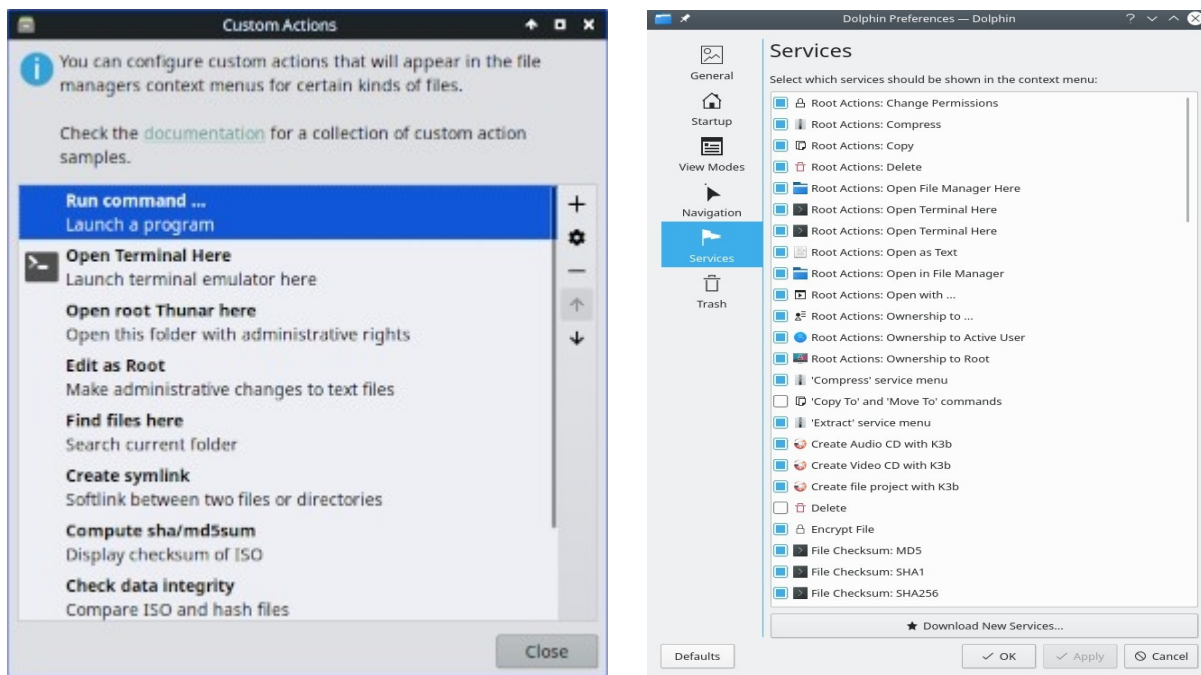 Custom Actions
You can configure custom actions that will appear in the file
managers context menus for certain kinds of files.
Check the documentation for a collection of custom action
samples.
Run command ...
Launch a program
Open Terminal Here
Launch terminal emulator here
Open root Thunar here
Open this folder with administrative rights
Edit as Root
Make administrative changes to text files
Find files here
Search current folder
Create symlink
Softlink between two files or directories
Compute sha/md5sum
Display checksum of ISO
Check data integrity
Compare ISO and hash files
Close
Dolphin Preferences — Dolphin
General
Startup
View Modes
Navigation
Services
Trash
Services
Select which services should be shown in the context menu:
Root Actions: Change Permissions
Root Actions: Compress
Root Actions: Copy
Root Actions: Delete
Root Actions: Open File Manager Here
Root Actions: Open Terminal Here
Root Actions: Open Terminal Here
Root Actions: Open as Text
Root Actions: Open in File Manager
Root Actions: Open with ...
Root Actions: Ownership to ...
Root Actions: Ownership to Active User
Root Actions: Ownership to Root
'Compress' service menu
'Copy To' and 'Move To' commands
'Extract' service menu
Create Audio CD with K3b
Create Video CD with K3b
Create file project with K3b
Delete
Encrypt File
File Checksum: MD5
File Checksum: SHA1
File Checksum: SHA256
Download New Services...
Defaults
OK
Apply
Cancel